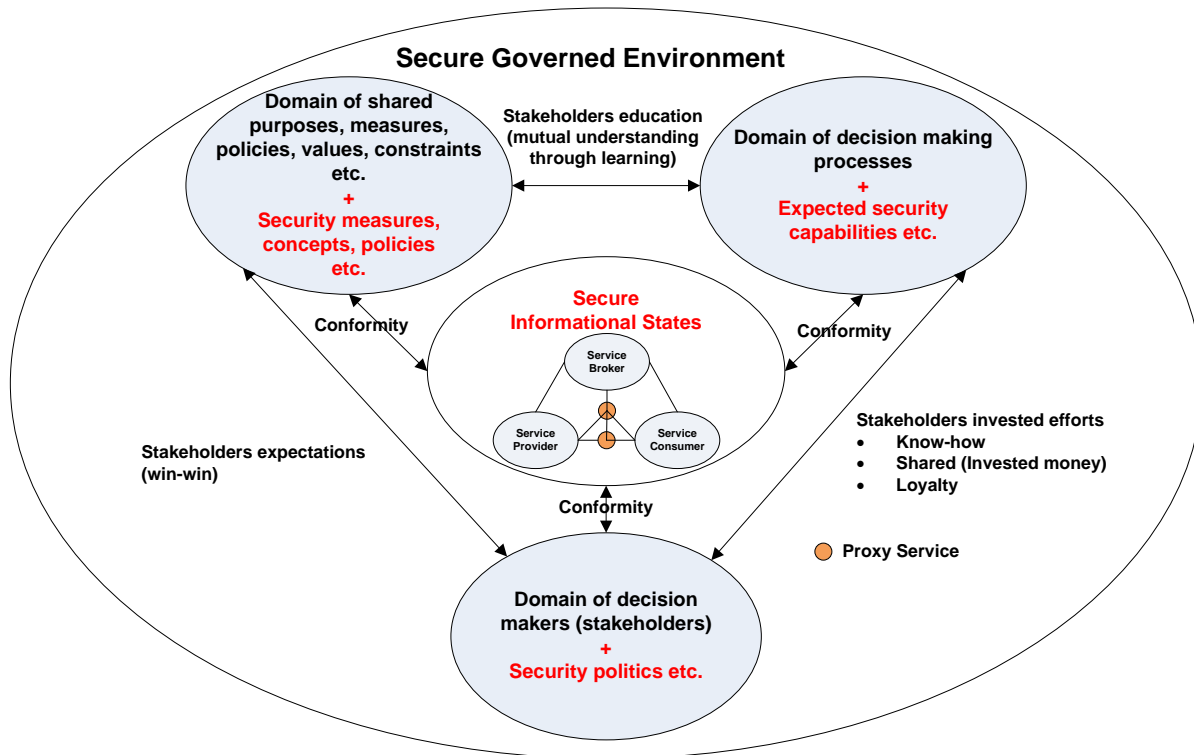 Secure Governed Environment
Domain of shared
purposes, measures,
policies, values, constraints
etc.
+
Security measures,
concepts, policies
etc.
Stakeholders education
(mutual understanding
through learning)
Domain of decision making
processes
+
Expected security
capabilities etc.
Conformity
Secure
Informational States
Conformity
Service
Broker
Service
Provider
Service
Consumer
Stakeholders expectations
(win-win)
Stakeholders invested efforts
• Know-how
• Shared (Invested money)
• Loyalty
Conformity
Proxy Service
Domain of decision
makers (stakeholders)
+
Security politics etc.